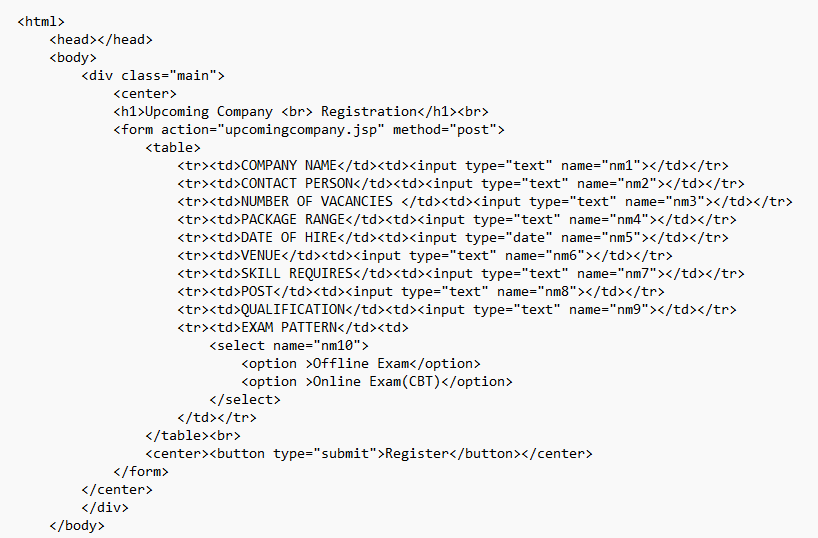 <html>
<head></head>
<body>
<div class="main">
<center>
<h1>Upcoming Company <br> Registration</h1><br>
<form action="upcomingcompany.jsp" method="post">
<table>
<tr><td>COMPANY NAME</td><td><input type="text" name="nm1"></td></tr>
<tr><td>CONTACT PERSON</td><td><input type="text" name="nm2"></td></tr>
<tr><td>NUMBER OF VACANCIES </td><td><input type="text" name="nm3"></td></tr>
<tr><td>PACKAGE RANGE</td><td><input type="text" name="nm4"></td></tr>
<tr><td>DATE OF HIRE</td><td><input type="date" name="nm5"></td></tr>
<tr><td>VENUE</td><td><input type="text" name="nm6"></td></tr>
<tr><td>SKILL REQUIRES</td><td><input type="text" name="nm7"></td></tr>
<tr><td>POST</td><td><input type="text" name="nm8"></td></tr>
<tr><td>QUALIFICATION</td><td><input type="text" name="nm9"></td></tr>
<tr><td>EXAM PATTERN</td><td>
<select name="nm10">
<option >Offline Exam</option>
<option >Online Exam(CBT)</option>
</select>
</td></tr>
</table><br>
<center><button type="submit">Register</button></center>
</form>
</center>
</div>
</body>